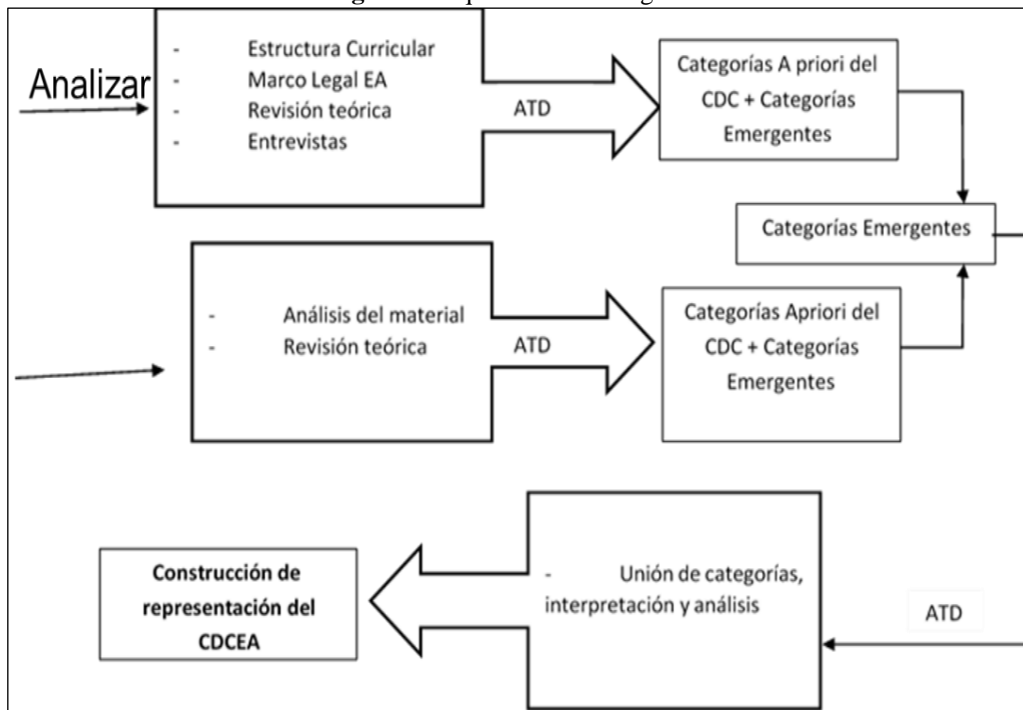 Analizar
- Estructura Curricular
- Marco Legal EA
- Revisión teórica
- Entrevistas
ATD
Categorías A priori del
CDC + Categorías
Emergentes
Categorías Emergentes
- Análisis del material
- Revisión teórica
ATD
Categorías Apriori del
CDC + Categorías
Emergentes
Construcción de
representación del
CDCEA
- Unión de categorías,
interpretación y análisis
ATD